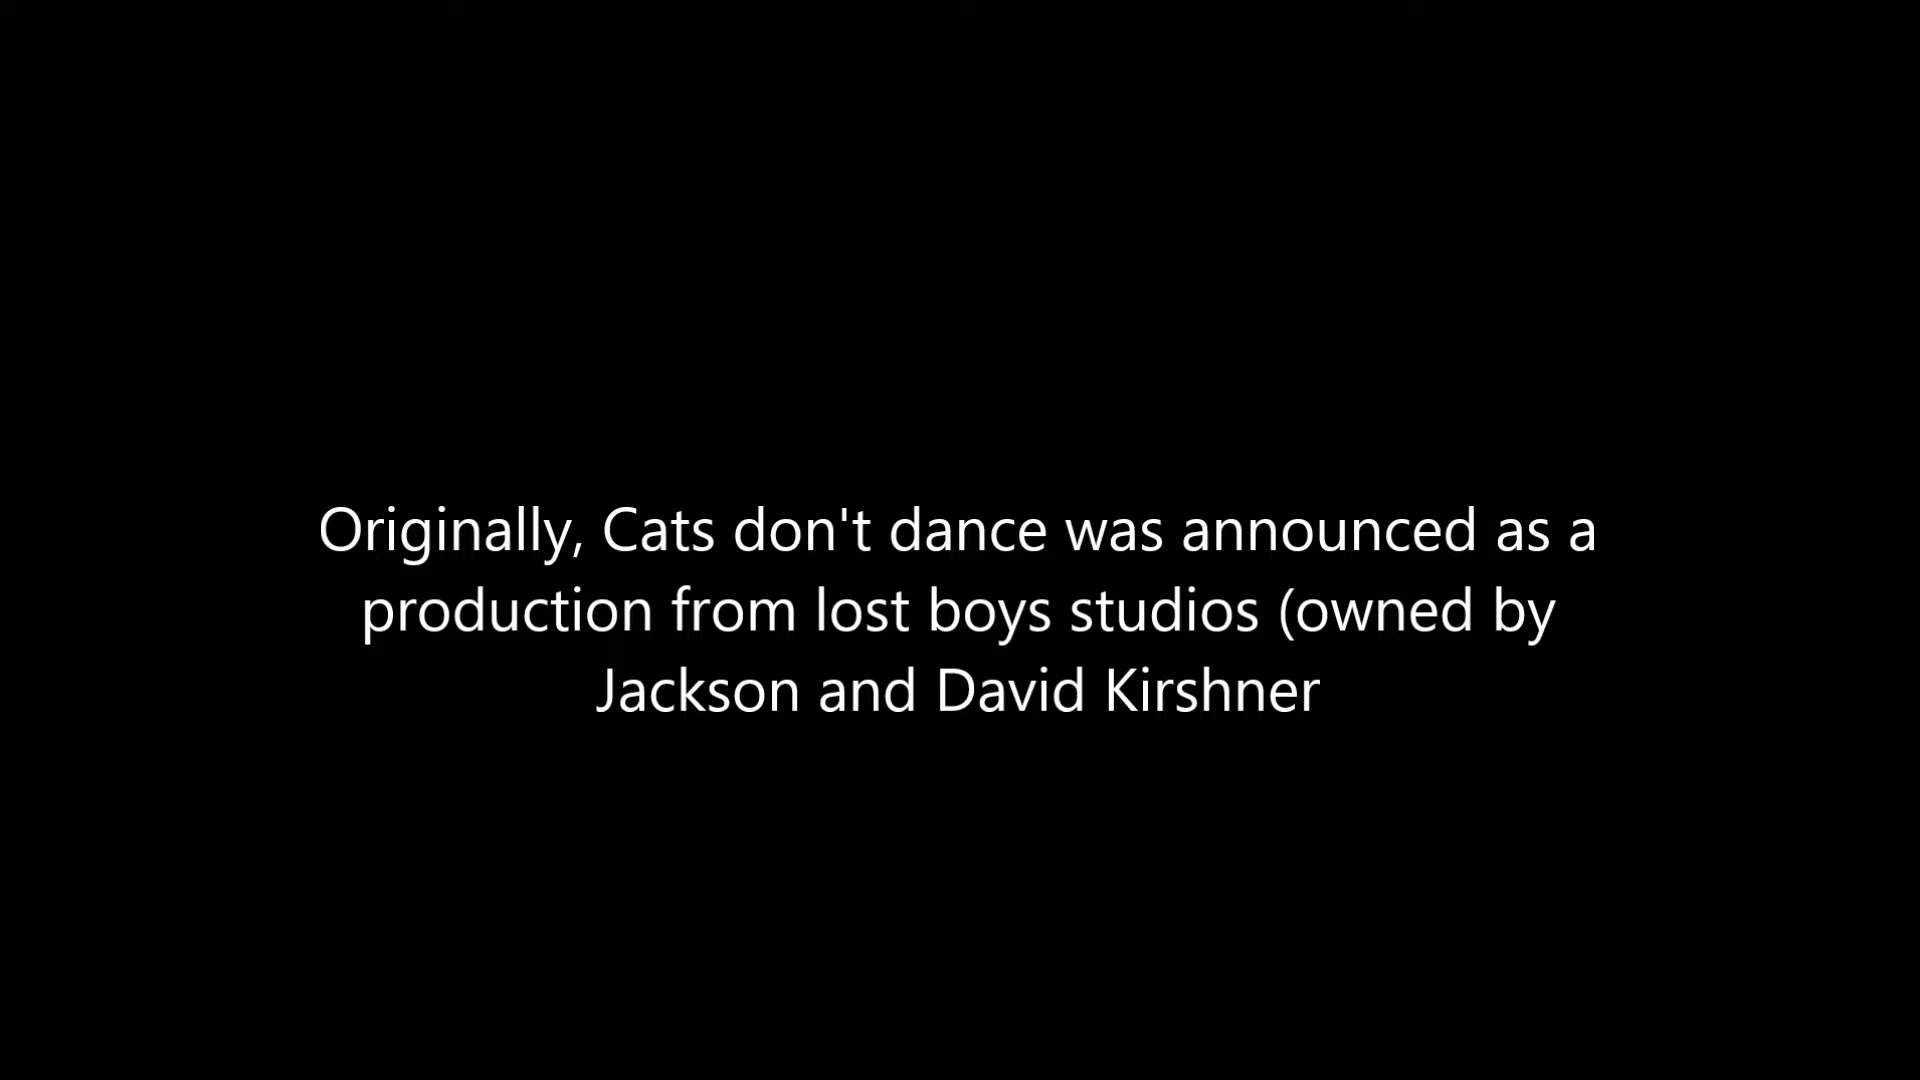 Originally, Cats don't dance was announced as a
production from lost boys studios (owned by
Jackson and David Kirshner